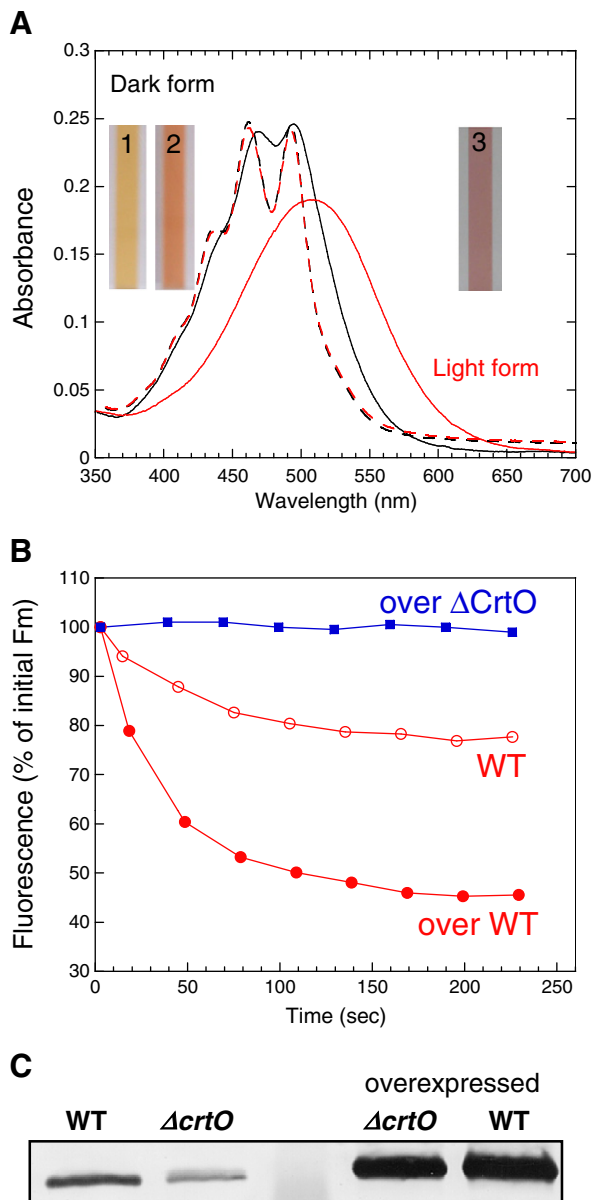 A
0.3
0.25
0.2
0.15
0.1
0.05
0
Absorbance
Dark form
1
2
3
Light form
350
400
450
500
550
600
650
700
Wavelength (nm)
B
110
100
90
80
70
60
50
40
30
Fluorescence (% of initial Fm)
over ΔCrtO
WT
over WT
0
50
100
150
200
250
Time (sec)
C
overexpressed
WT
ΔcrtO
ΔcrtO
WT